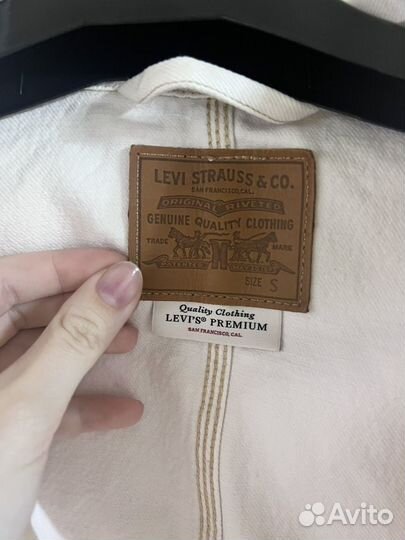 LEVI STRAUSS & CO.
SAN FRANCISCO, CAL.
ORIGINAL RIVETED
GENUINE QUALITY CLOTHING
TRADE MARK
PATENTED
SIZE S
Quality Clothing
LEVI'S® PREMIUM
SAN FRANCISCO, CAL.
Avito